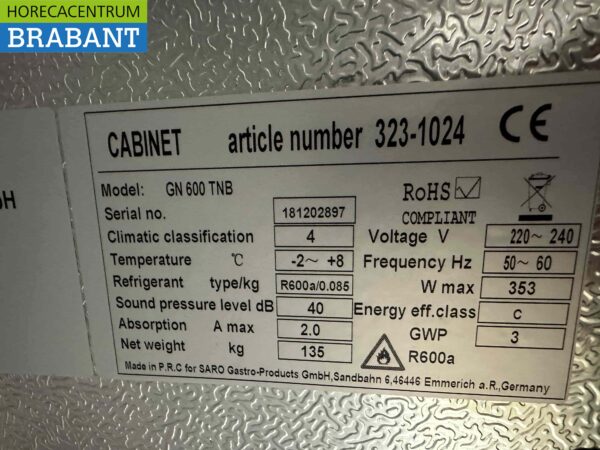 HORECACENTRUM
BRABANT
CABINET article number 323-1024 CE
Model: GN 600 TNB
RoHS
COMPLIANT
Serial no. 181202897
Climatic classification 4
Voltage V 220~ 240
Temperature °C -2~ +8
Frequency Hz 50~ 60
Refrigerant type/kg R600a/0.085
W max 353
Sound pressure level dB 40
Energy eff.class C
Absorption A max 2.0
GWP 3
Net weight kg 135
R600a
Made in P.R.C for SARO Gastro-Products GmbH,Sandbahn 6,46446 Emmerich a.R.,Germany